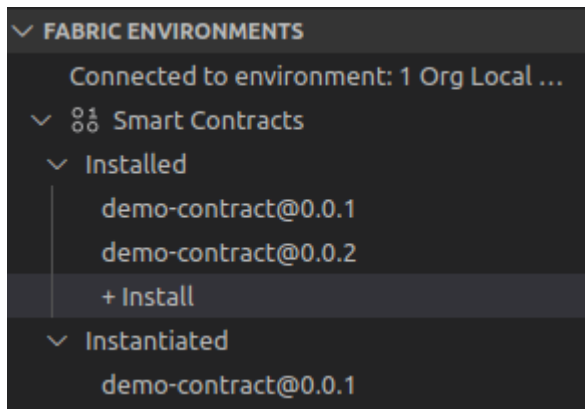 FABRIC ENVIRONMENTS
Connected to environment: 1 Org Local ...
Smart Contracts
Installed
demo-contract@0.0.1
demo-contract@0.0.2
+ Install
Instantiated
demo-contract@0.0.1